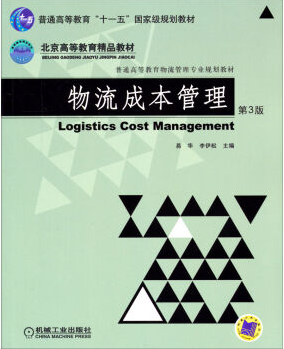 普通高等教育“十一五”国家级规划教材
北京高等教育精品教材
BEIJING GAODENG JIAOYU JINGPIN JIAOCAI
普通高等教育物流管理专业规划教材
物流成本管理 第3版
Logistics Cost Management
易 华 李伊松 主编
机械工业出版社
CHINA MACHINE PRESS